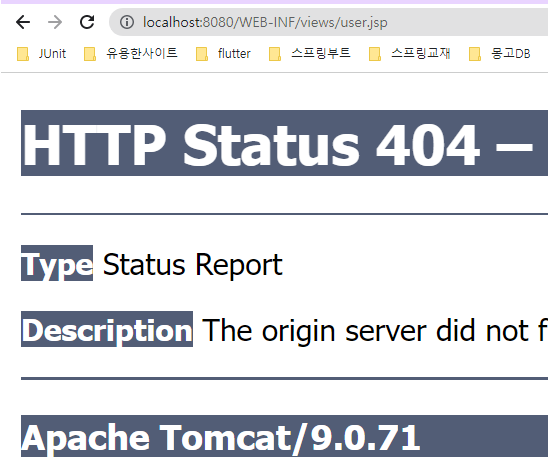 localhost:8080/WEB-INF/views/user.jsp
JUnit 유용한사이트 flutter 스프링부트 스프링교재 몽고DB
HTTP Status 404 –
Type Status Report
Description The origin server did not f
Apache Tomcat/9.0.71